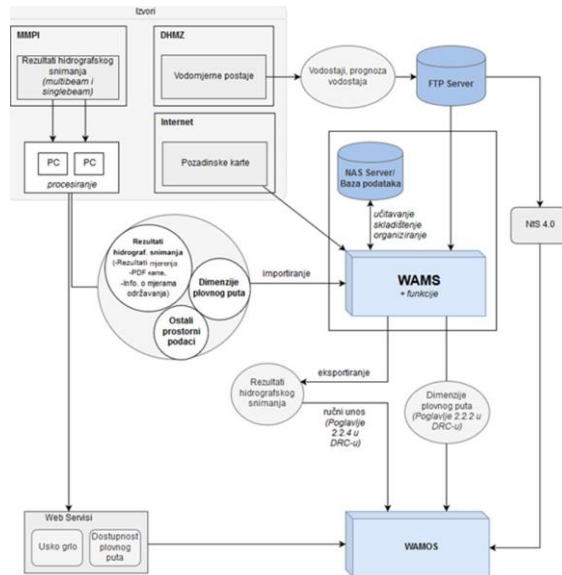 Izvori
MMPI
Rezultati hidrografskog
snimanja
(multibeam i
singlebeam)
DHMZ
Vodomjerne postaje
Vodostaji, prognoza
vodostaja
FTP Server
Internet
Pozadinske karte
PC
PC
procesiranje
NAS Server/
Baza podataka
učitavanje
skladištenje
organiziranje
NtS 4.0
Rezultati
hidrograf. snimanja
(-Rezultati mjerenja
-PDF karte,
-Info. o mjerama
održavanja)
Dimenzije
plovnog puta
Ostali
prostorni
podaci
importiranje
WAMS
+ funkcije
eksportiranje
Rezultati
hidrografskog
snimanja
ručni unos
(Poglavlje
2.2.4 u
DRC-u)
Dimenzije
plovnog puta
(Poglavlje 2.2.2 u
DRC-u)
Web Servisi
Usko grlo
Dostupnost
plovnog
puta
WAMOS